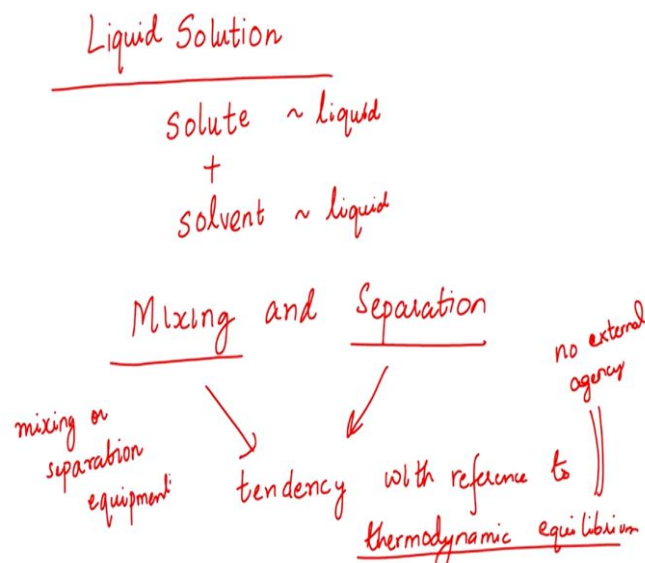 Liquid Solution
solute ~ liquid
+
solvent ~ liquid
Mixing and Separation
no external
agency
mixing or
separation
equipment
tendency with reference to
thermodynamic equilibrium